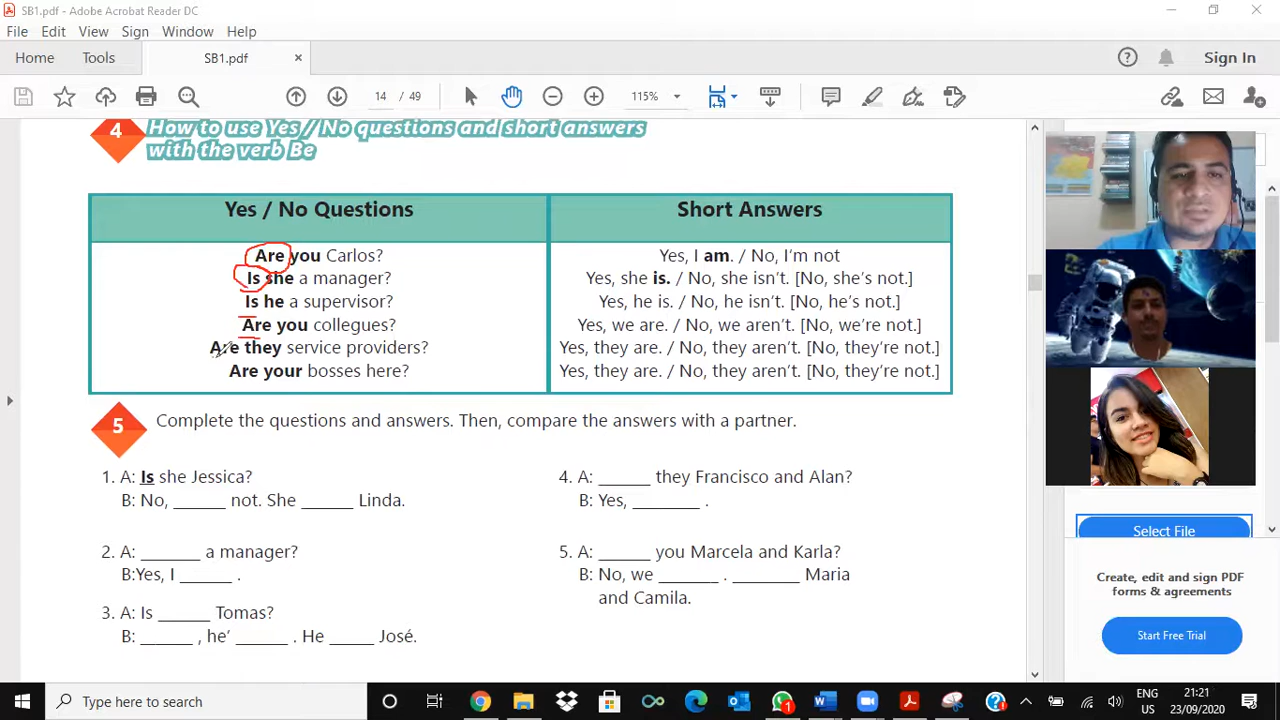 SB1.pdf - Adobe Acrobat Reader DC
File Edit View Sign Window Help
Home Tools SB1.pdf × Sign In
14 / 49 115%
4 How to use Yes / No questions and short answers
with the verb Be
Yes / No Questions Short Answers
Are you Carlos? Yes, I am. / No, I'm not
Is she a manager? Yes, she is. / No, she isn't. [No, she's not.]
Is he a supervisor? Yes, he is. / No, he isn't. [No, he's not.]
Are you collegues? Yes, we are. / No, we aren't. [No, we're not.]
Are they service providers? Yes, they are. / No, they aren't. [No, they're not.]
Are your bosses here? Yes, they are. / No, they aren't. [No, they're not.]
5 Complete the questions and answers. Then, compare the answers with a partner.
1. A: Is she Jessica?
B: No, ______ not. She ______ Linda.
2. A: _______ a manager?
B:Yes, I ______ .
3. A: Is ______ Tomas?
B: ______ , he' ______ . He _____ José.
4. A: ______ they Francisco and Alan?
B: Yes, ________ .
5. A: ______ you Marcela and Karla?
B: No, we _______ . ________ Maria
and Camila.
Select File
Create, edit and sign PDF
forms & agreements
Start Free Trial
Type here to search
ENG
US
21:21
23/09/2020